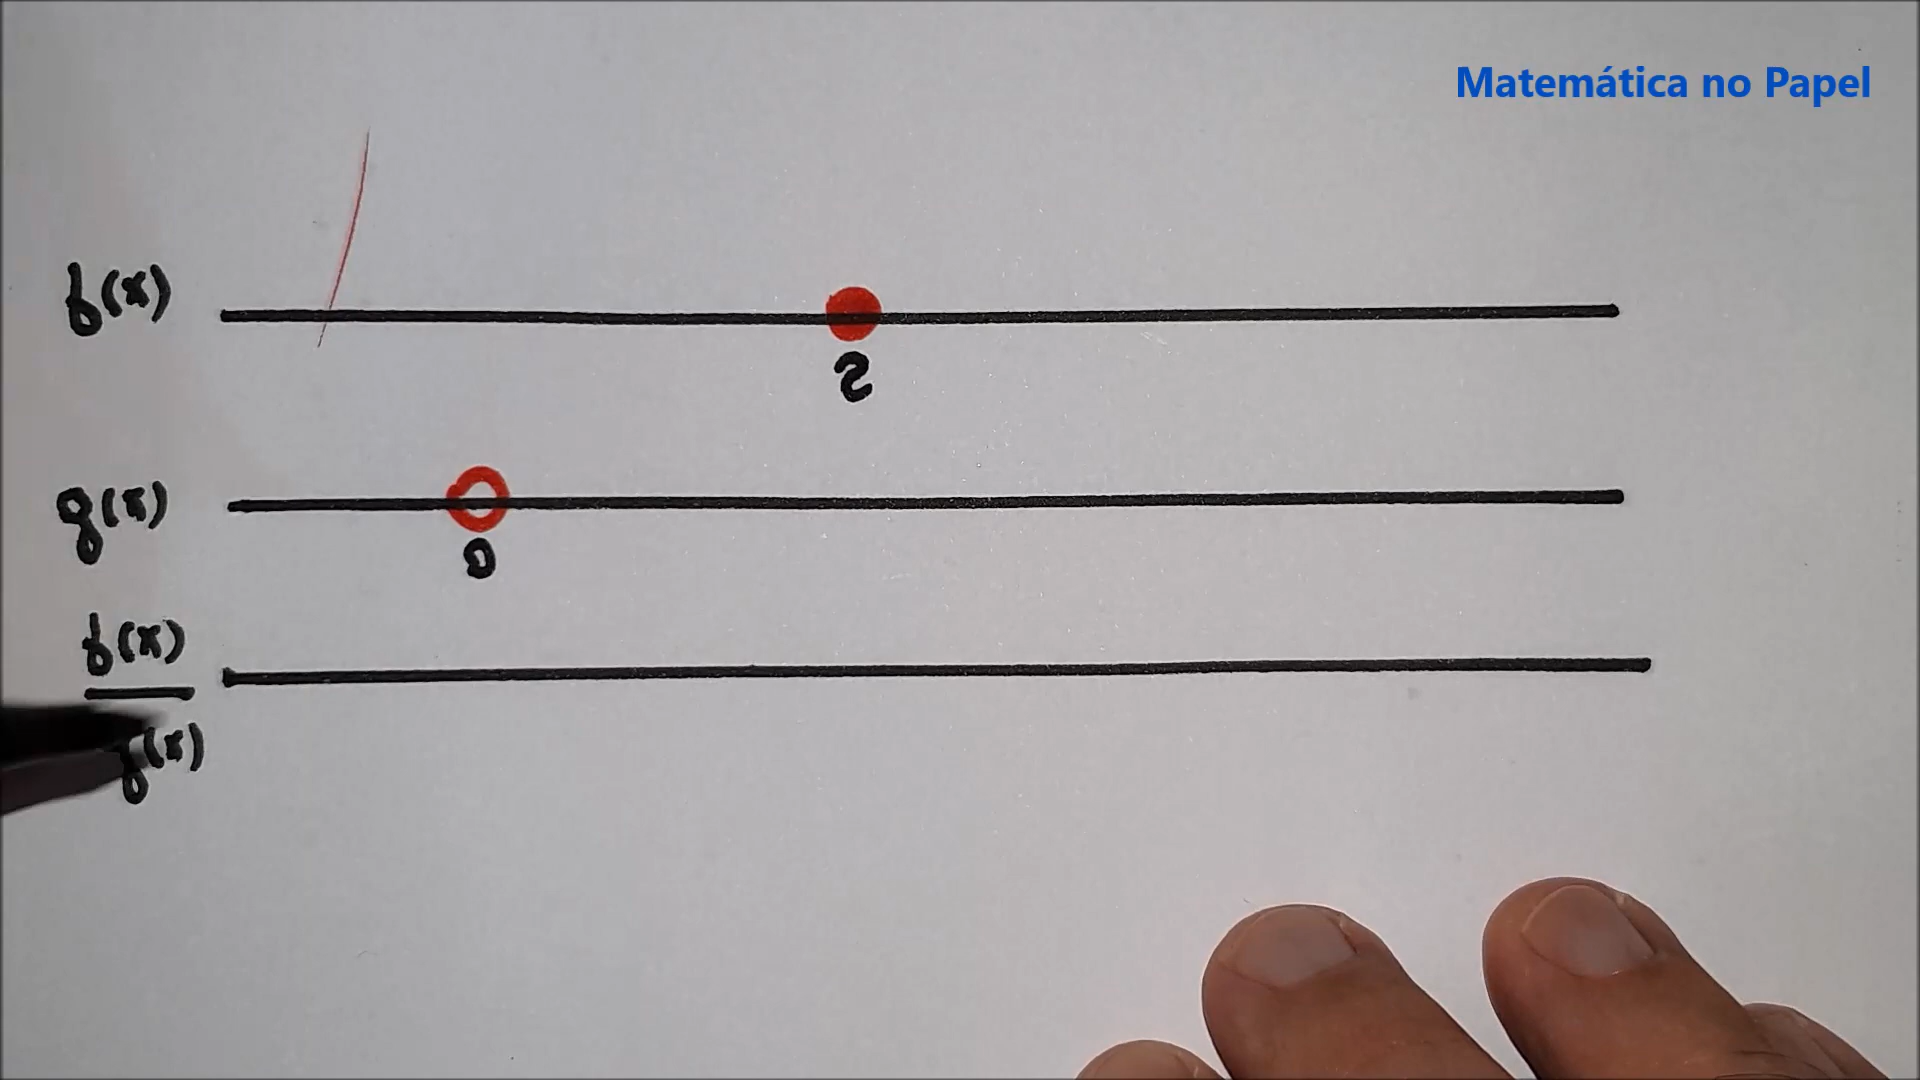 Matemática no Papel
f(x)
2
g(x)
0
f(x)
g(x)